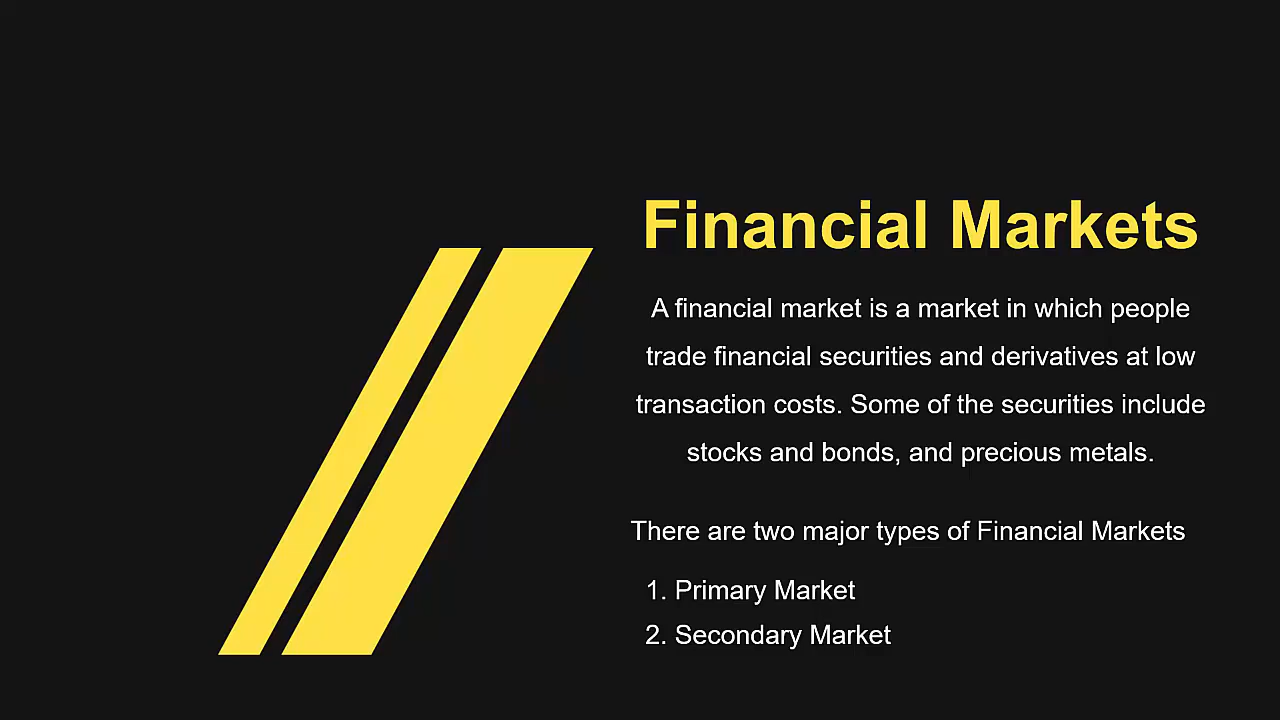 Financial Markets
A financial market is a market in which people
trade financial securities and derivatives at low
transaction costs. Some of the securities include
stocks and bonds, and precious metals.
There are two major types of Financial Markets
1. Primary Market
2. Secondary Market